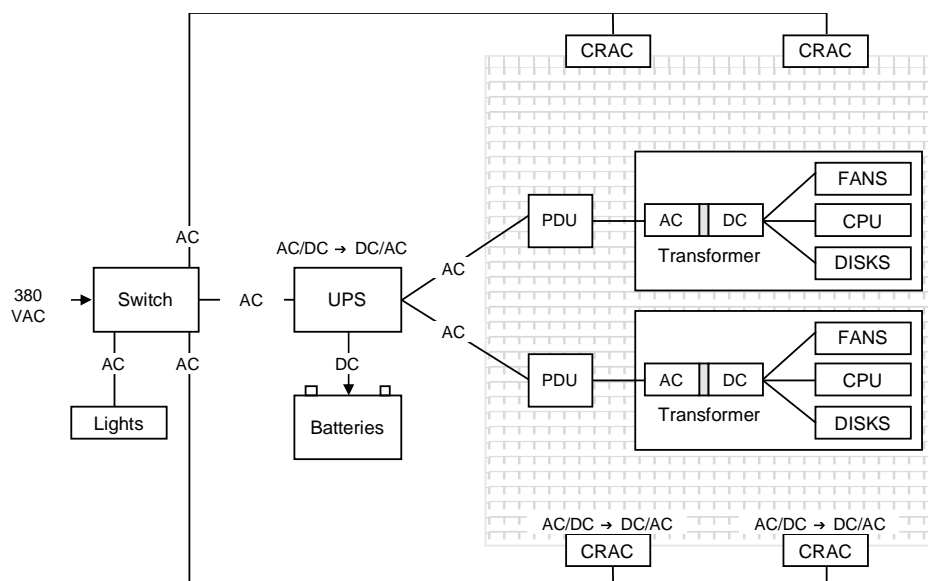 CRAC
CRAC
FANS
PDU
AC
DC
CPU
Transformer
DISKS
AC
AC/DC → DC/AC
AC
380
VAC
Switch
AC
UPS
AC
FANS
AC
AC
DC
PDU
AC
DC
CPU
Lights
Batteries
Transformer
DISKS
AC/DC → DC/AC
AC/DC → DC/AC
CRAC
CRAC